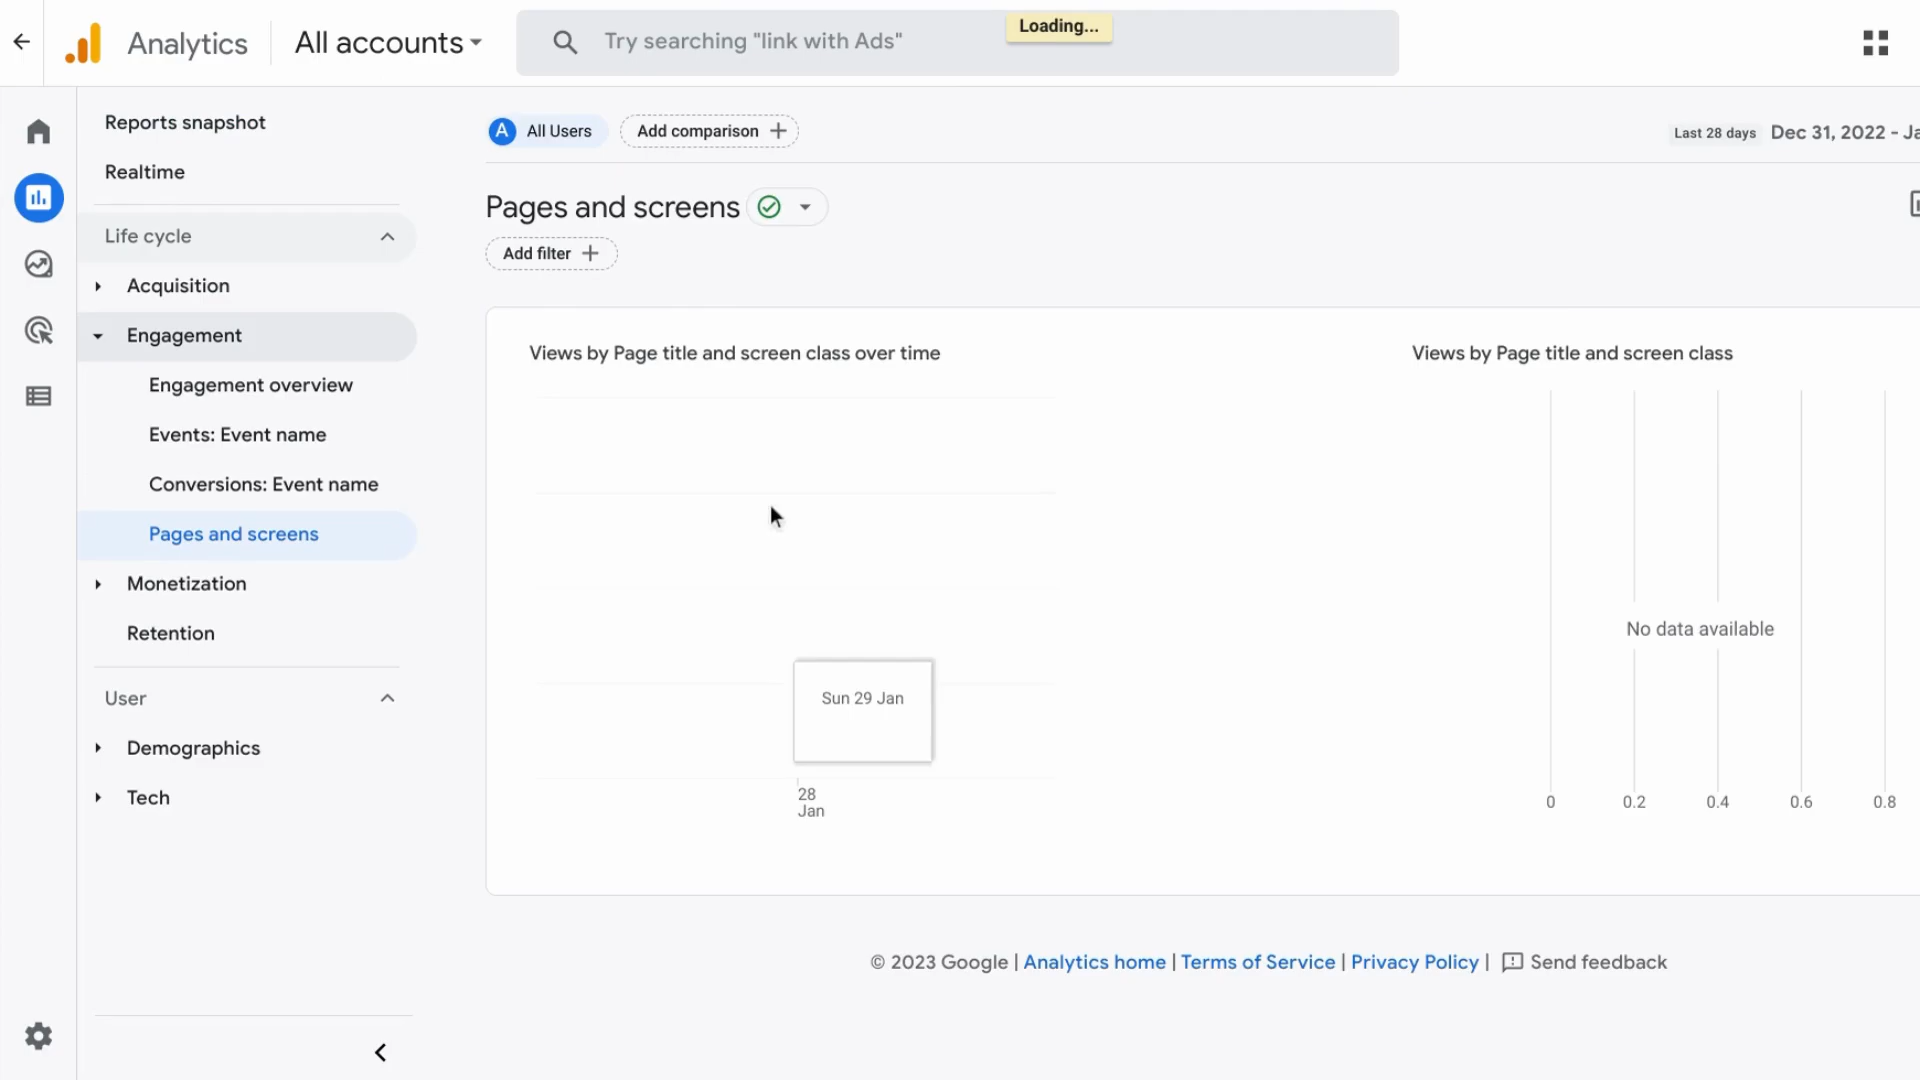 Analytics
All accounts
Try searching "link with Ads"
Loading...
Reports snapshot
Realtime
Life cycle
Acquisition
Engagement
Engagement overview
Events: Event name
Conversions: Event name
Pages and screens
Monetization
Retention
User
Demographics
Tech
A All Users
Add comparison
Last 28 days Dec 31, 2022 - Ja
Pages and screens
Add filter
Views by Page title and screen class over time
Sun 29 Jan
28
Jan
Views by Page title and screen class
No data available
0 0.2 0.4 0.6 0.8
© 2023 Google | Analytics home | Terms of Service | Privacy Policy | Send feedback